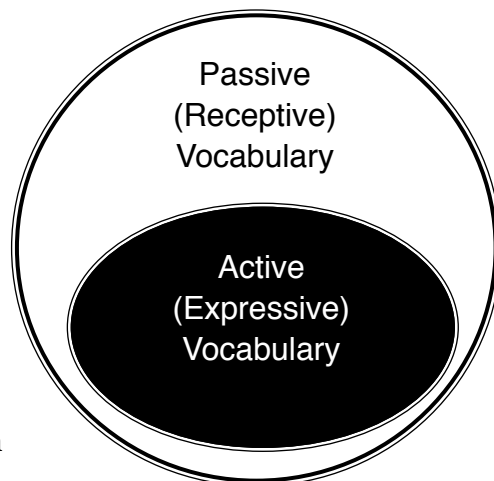 Passive
(Receptive)
Vocabulary
Active
(Expressive)
Vocabulary